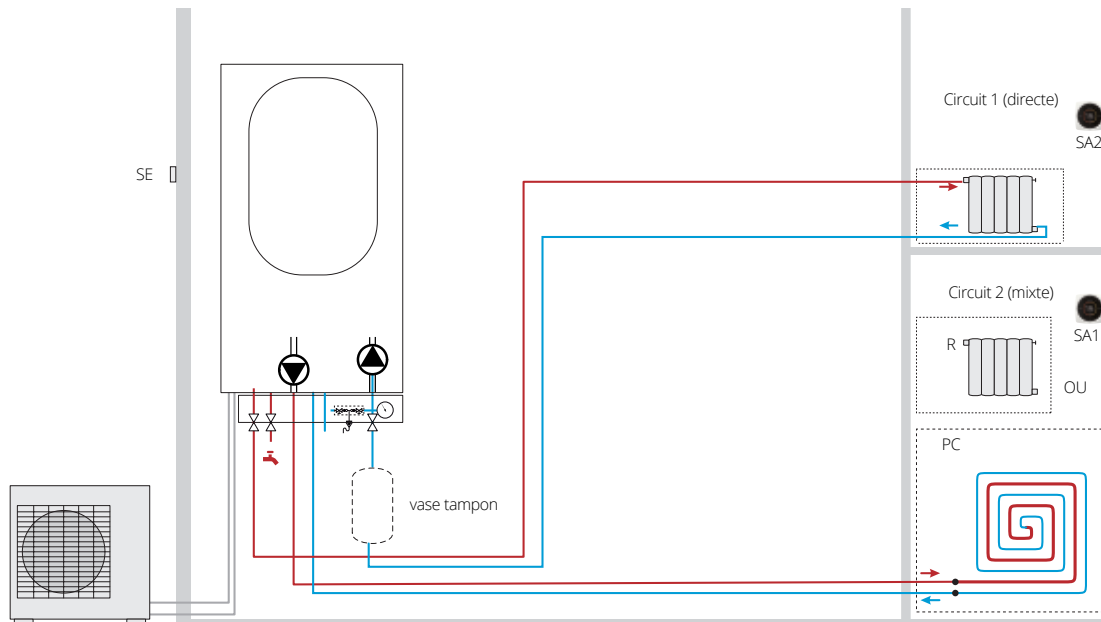 Circuit 1 (directe)
SA2
SE
Circuit 2 (mixte)
SA1
R
OU
PC
vase tampon